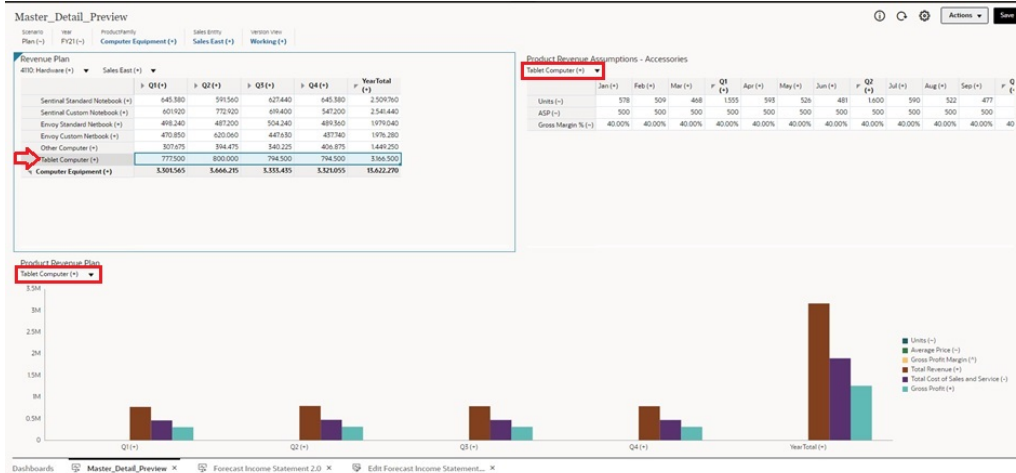 Master_Detail_Preview
Actions
Save
Scenario Year ProductFamily Sales Entity Version View
Plan(-) FY21(-) Computer Equipment (+) Sales East (+) Working(+)
Revenue Plan
4110: Hardware (+) Sales East (+)
Q1(+) Q2(+) Q3(+) Q4(+) YearTotal (+)
Sentinal Standard Notebook (+) 645.380 591.560 627.440 645.380 2.509.760
Sentinal Custom Notebook (+) 601.920 772.920 619.400 547.200 2.541.440
Envoy Standard Netbook (+) 498.240 487.200 504.240 489.360 1.979.040
Envoy Custom Netbook (+) 470.850 620.060 447.630 437.740 1.976.280
Other Computer (+) 307.675 394.475 340.225 406.875 1.449.250
Tablet Computer (+) 777.500 800.000 794.500 794.500 3.166.500
Computer Equipment (+) 3.301.565 3.666.215 3.333.435 3.321.055 13.622.270
Product Revenue Assumptions - Accessories
Tablet Computer (+)
Jan(+) Feb(+) Mar(+) Q1 (+) Apr(+) May(+) Jun(+) Q2 (+) Jul(+) Aug(+) Sep(+)
Units(~) 578 509 468 1.555 593 526 481 1.600 590 522 477
ASP(~) 500 500 500 500 500 500 500 500 500 500 500
Gross Margin %(~) 40.00% 40.00% 40.00% 40.00% 40.00% 40.00% 40.00% 40.00% 40.00% 40.00% 40.00%
Product Revenue Plan
Tablet Computer (+)
3.5M
3M
2.5M
2M
1.5M
1M
0.5M
0
Q1(+) Q2(+) Q3(+) Q4(+) YearTotal(+)
Units(~)
Average Price(~)
Gross Profit Margin(^)
Total Revenue(+)
Total Cost of Sales and Service(-)
Gross Profit(+)
Dashboards Master_Detail_Preview × Forecast Income Statement 2.0 × Edit Forecast Income Statement... ×